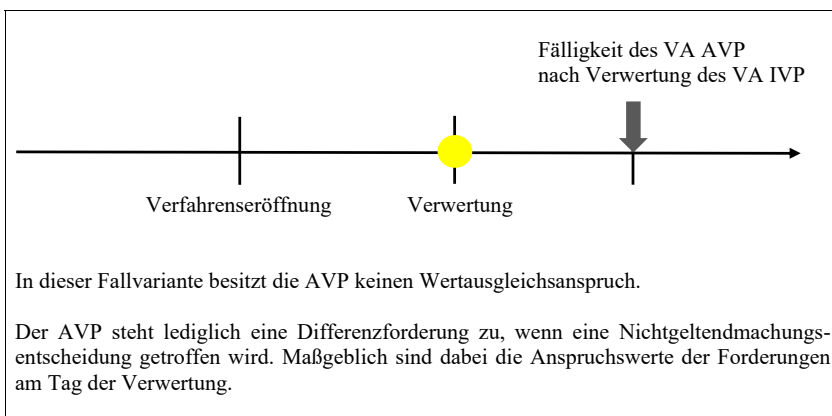 Fälligkeit des VA AVP
nach Verwertung des VA IVP
Verfahrenseröffnung
Verwertung
In dieser Fallvariante besitzt die AVP keinen Wertausgleichsanspruch.
Der AVP steht lediglich eine Differenzforderung zu, wenn eine Nichtgeltendmachungs-
entscheidung getroffen wird. Maßgeblich sind dabei die Anspruchswerte der Forderungen
am Tag der Verwertung.